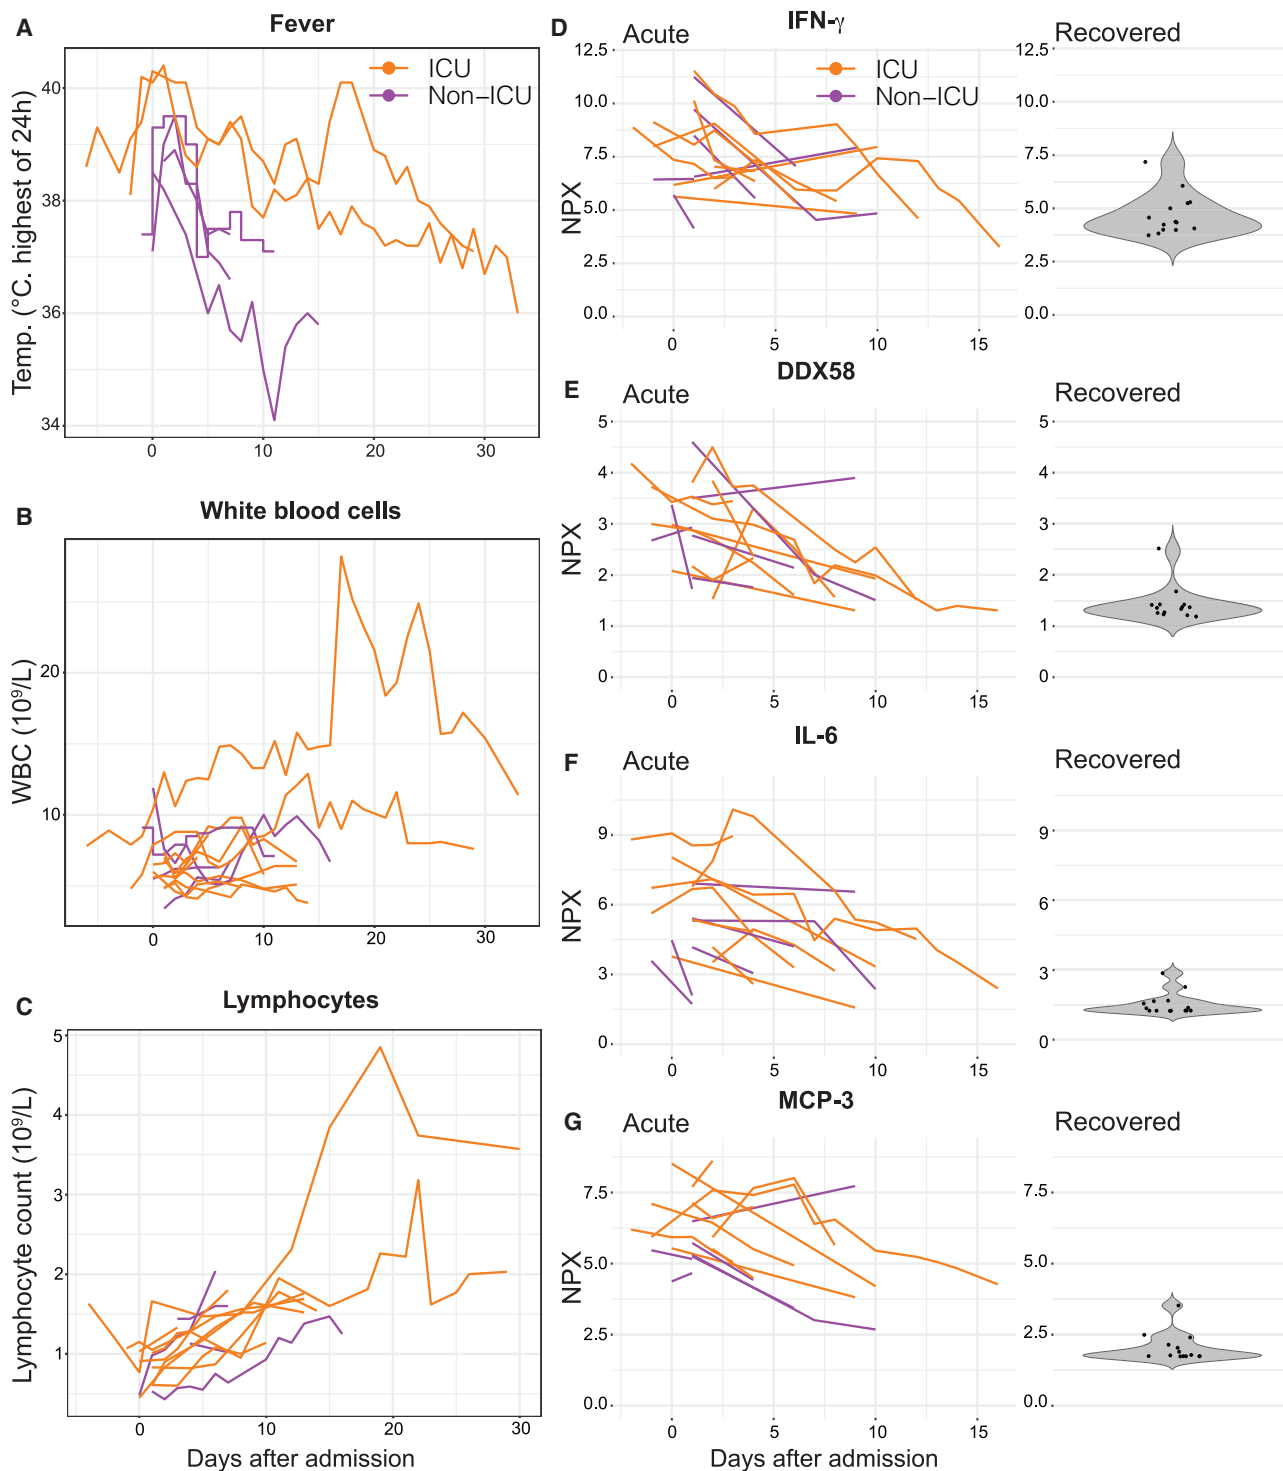 A
Fever
Temp. (°C. highest of 24h)
40
38
36
34
0
10
20
30
ICU
Non−ICU
B
White blood cells
WBC (10⁹/L)
20
10
0
10
20
30
C
Lymphocytes
Lymphocyte count (10⁹/L)
5
4
3
2
1
0
10
20
30
Days after admission
D
Acute
IFN-γ
Recovered
NPX
12.5
10.0
7.5
5.0
2.5
0.0
0
5
10
15
ICU
Non−ICU
12.5
10.0
7.5
5.0
2.5
0.0
E
Acute
DDX58
Recovered
NPX
5
4
3
2
1
0
0
5
10
15
5
4
3
2
1
0
F
Acute
IL-6
Recovered
NPX
9
6
3
0
0
5
10
15
9
6
3
0
G
Acute
MCP-3
Recovered
NPX
7.5
5.0
2.5
0.0
0
5
10
15
Days after admission
7.5
5.0
2.5
0.0